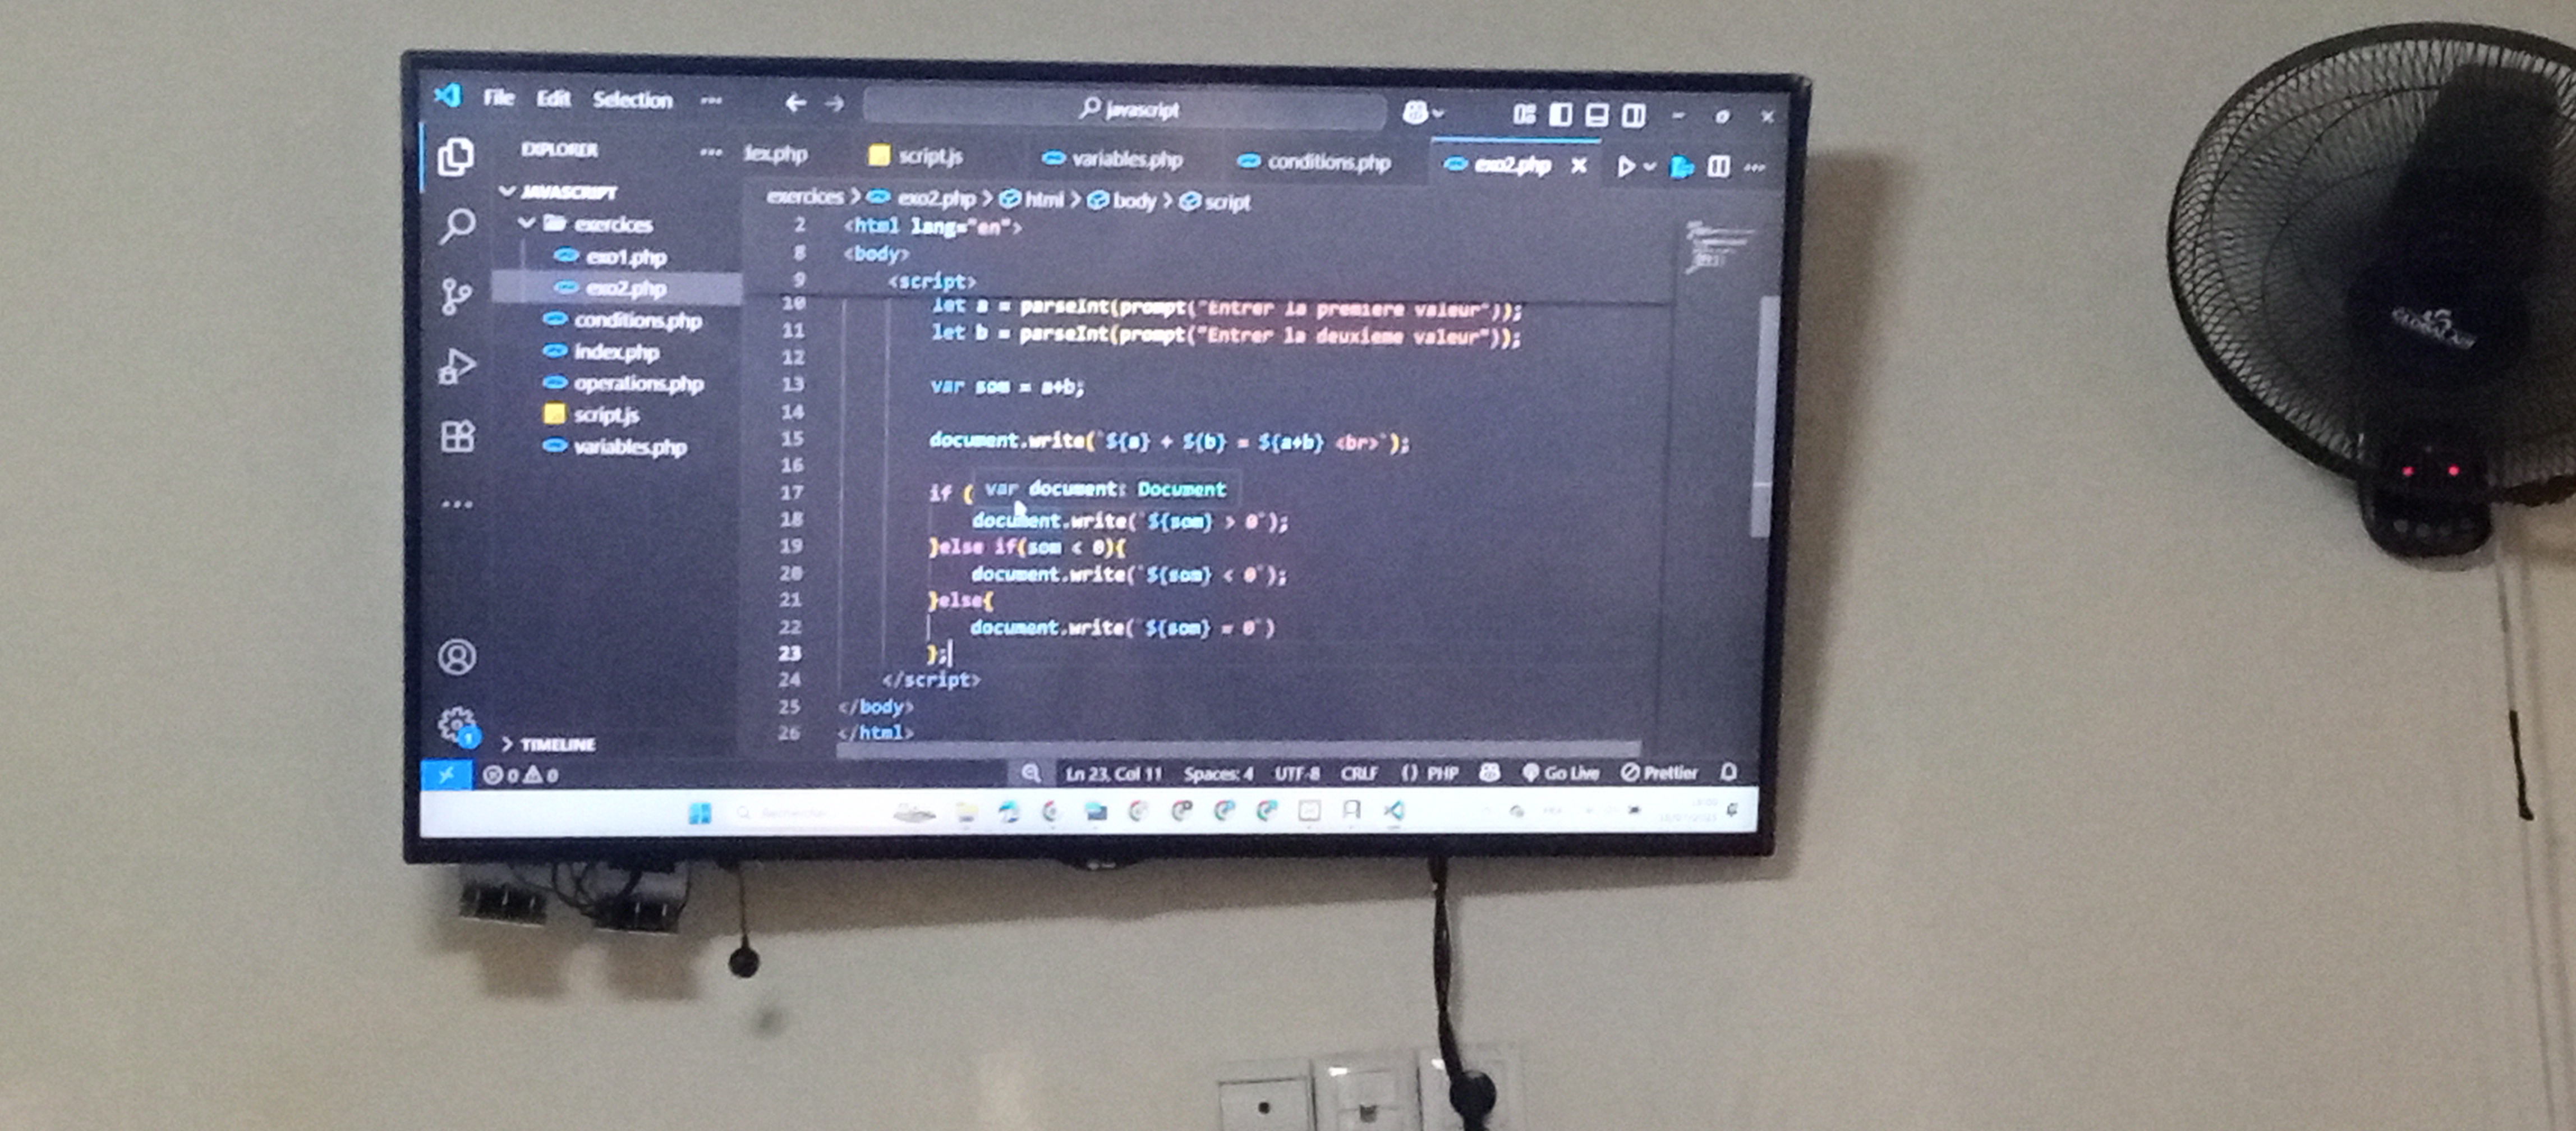 File Edit Selection ... javascript
EXPLORER ... dex.php script.js variables.php conditions.php exo2.php
JAVASCRIPT
exercices
exo1.php
exo2.php
conditions.php
index.php
operations.php
script.js
variables.php
TIMELINE
exercices > exo2.php > html > body > script
2 <html lang="en">
8 <body>
9 <script>
10 let a = parseInt(prompt("Entrer la premiere valeur"));
11 let b = parseInt(prompt("Entrer la deuxieme valeur"));
12
13 var som = a+b;
14
15 document.write(`${a} + ${b} = ${a+b} <br>`);
16
17 if ( var document: Document
18 document.write(`${som} > 0`);
19 }else if(som < 0){
20 document.write(`${som} < 0`);
21 }else{
22 document.write(`${som} = 0`)
23 };
24 </script>
25 </body>
26 </html>
0 0 Ln 23, Col 11 Spaces: 4 UTF-8 CRLF {} PHP Go Live Prettier
Rechercher
GLOBAL AIR